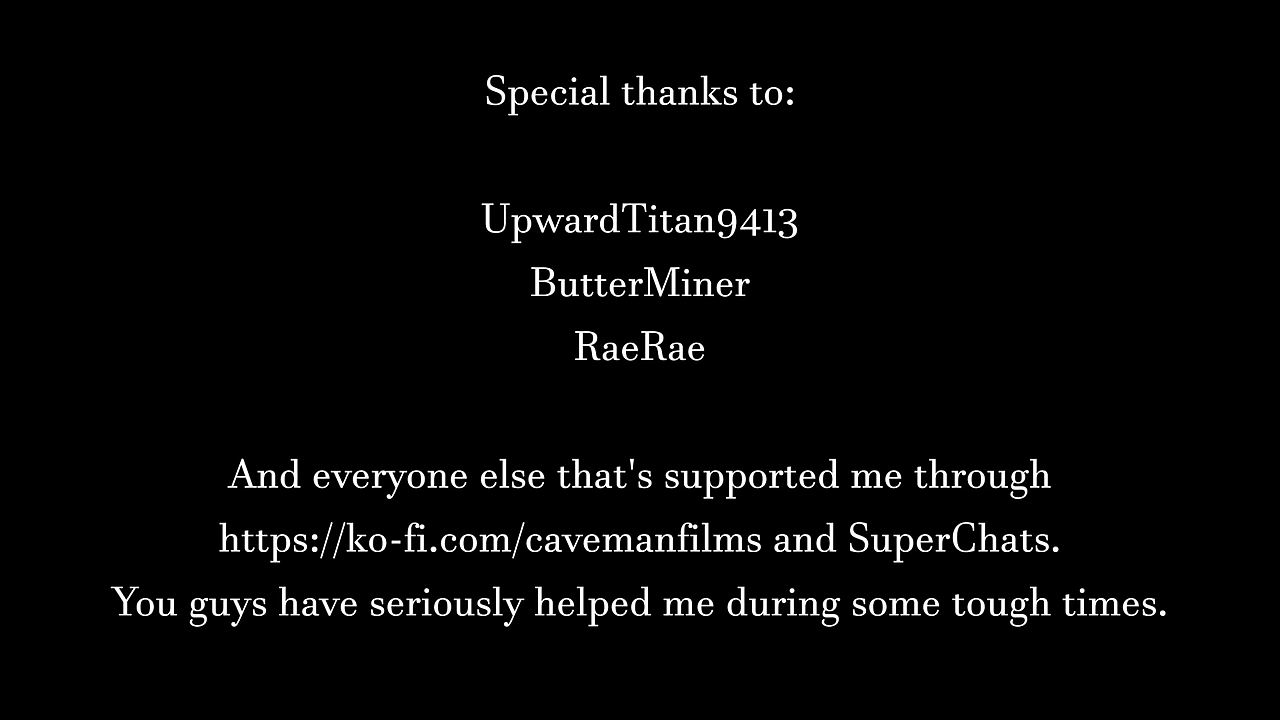 Special thanks to:
UpwardTitan9413
ButterMiner
RaeRae
And everyone else that's supported me through
https://ko-fi.com/cavemanfilms and SuperChats.
You guys have seriously helped me during some tough times.